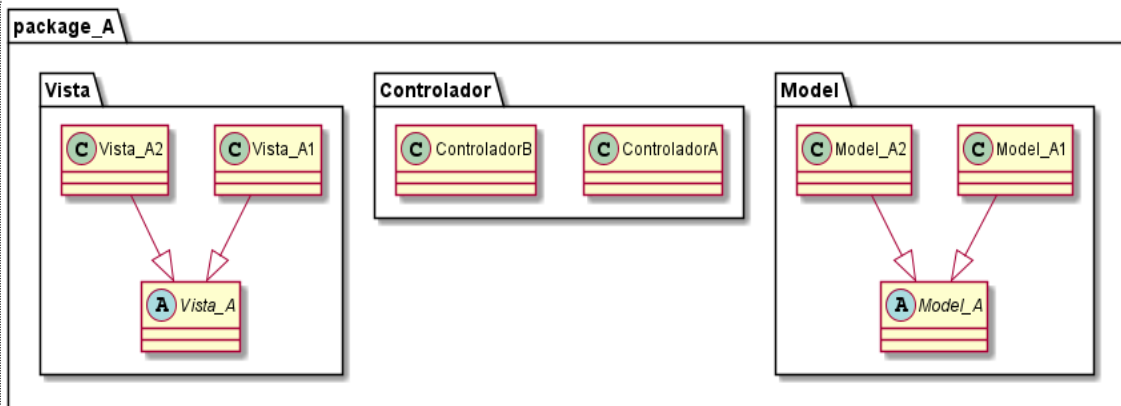 package_A
Vista
Controlador
Model
C Vista_A2
C Vista_A1
C ControladorB
C ControladorA
C Model_A2
C Model_A1
A Vista_A
A Model_A